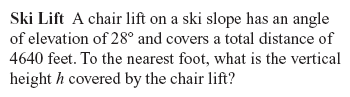 Ski Lift A chair lift on a ski slope has an angle
of elevation of 28° and covers a total distance of
4640 feet. To the nearest foot, what is the vertical
height h covered by the chair lift?